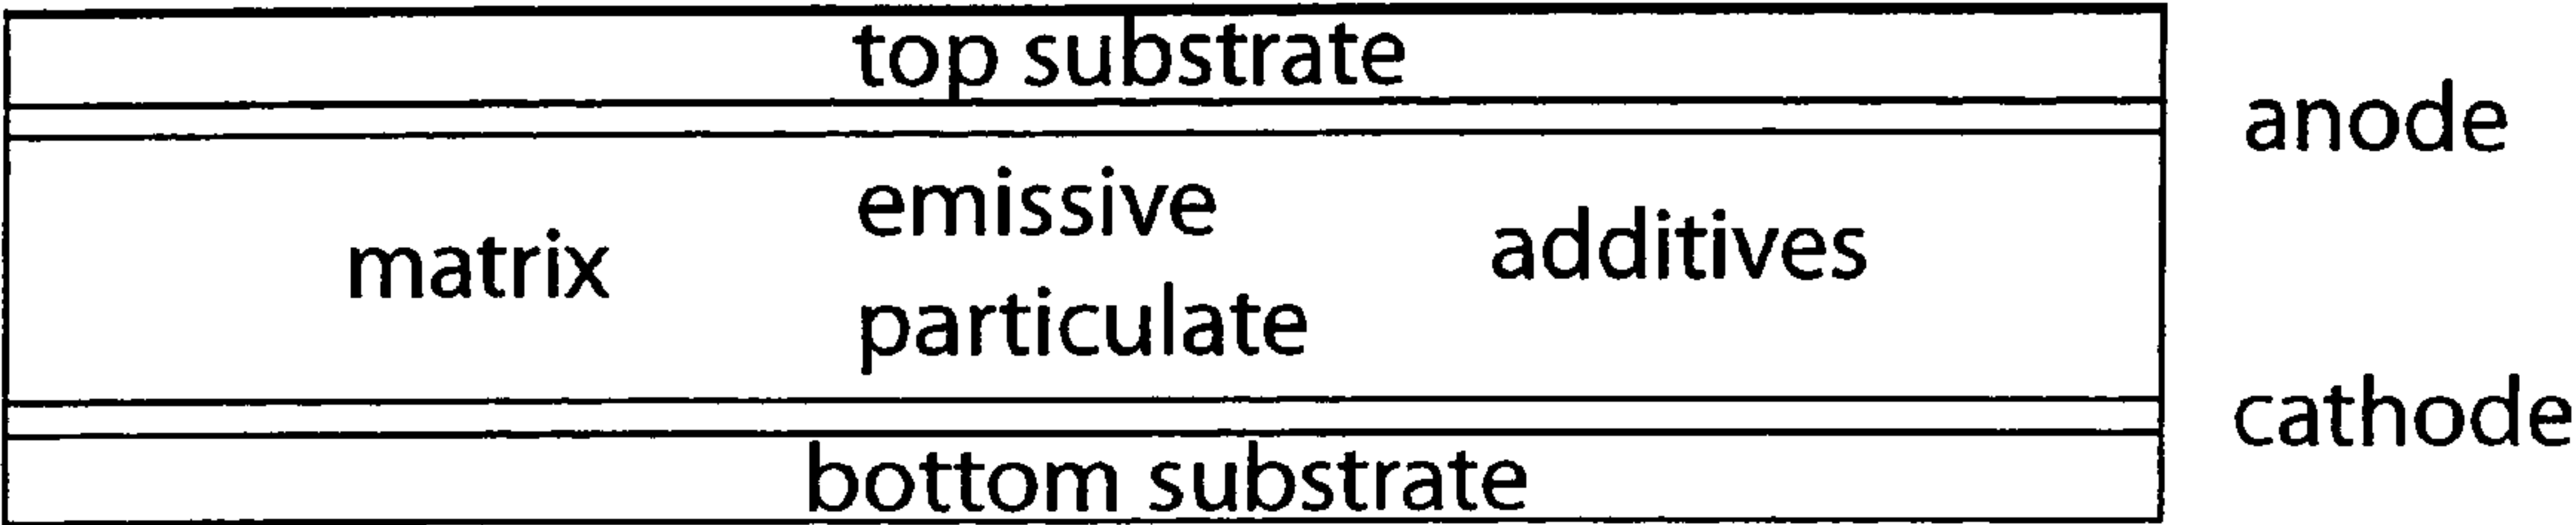 top substrate
anode
emissive
matrix
additives
particulate
cathode
bottom substrate